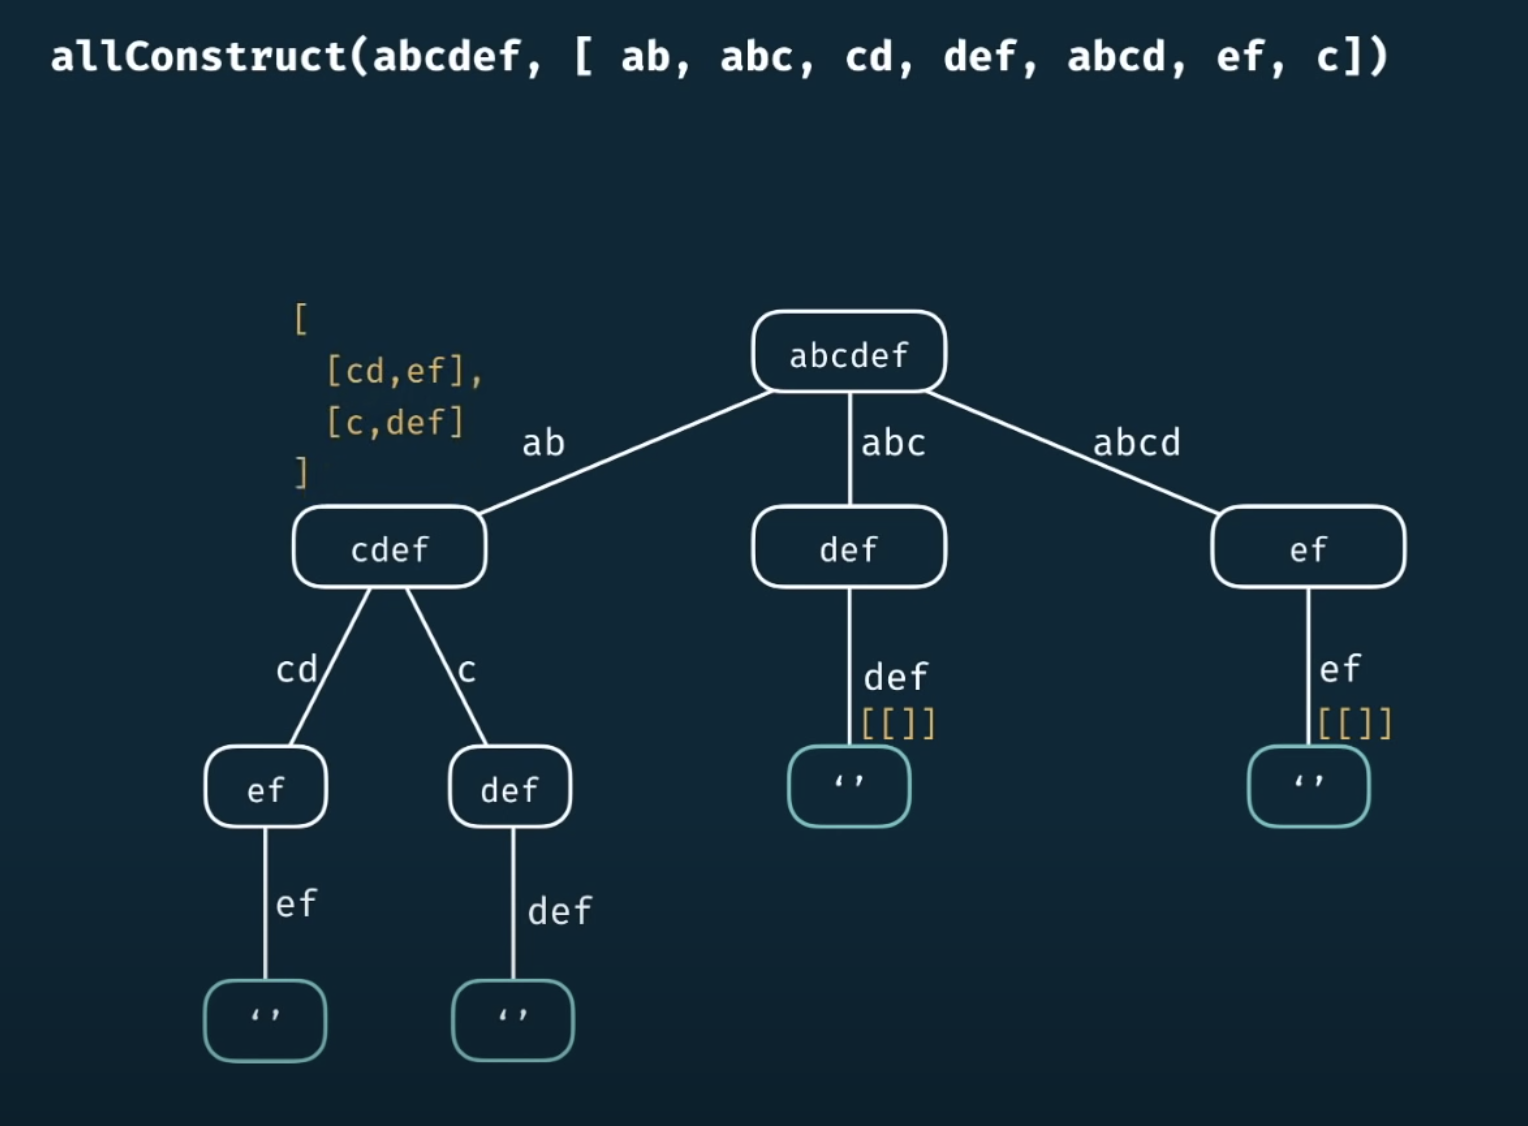 allConstruct(abcdef, [ ab, abc, cd, def, abcd, ef, c])
[
[cd,ef],
[c,def]
]
abcdef
ab
abc
abcd
cdef
def
ef
cd
c
def
ef
[[]]
[[]]
ef
def
‘’
‘’
ef
def
‘’
‘’